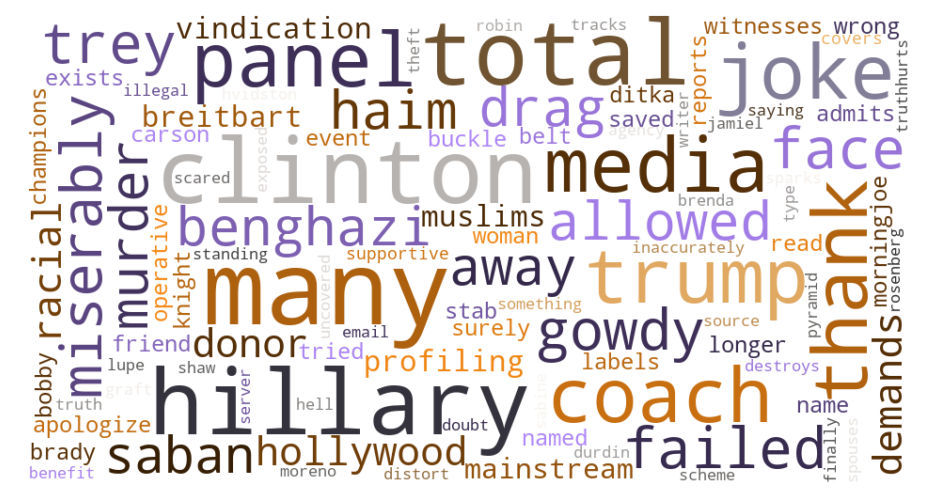 robin
tracks
witnesses
wrong
trey
vindication
panel
total
joke
covers
theft
exists
illegal
hvidston
haim
drag
ditka
saved
reports
saying
admits
truthhurts
champions
breitbart
carson
event
buckle
belt
agency
writer
jamiel
face
miserably
murder
clinton
exposed
media
sparks
scared
brenda
type
thank
morningjoe
racial
operative
knight
benghazi
muslims
woman
allowed
inaccurately
read
standing
supportive
uncovered
many
away
trump
pyramid
rosenberg
stab
something
surely
gowdy
source
email
friend
donor
tried
profiling
labels
longer
destroys
demands
bobby
lupe
shaw
graft
truth
hillary
server
hell
doubt
sabine
coach
name
apologize
named
failed
finally
spouses
brady
saban
hollywood
durdin
benefit
moreno
distort
mainstream
scheme